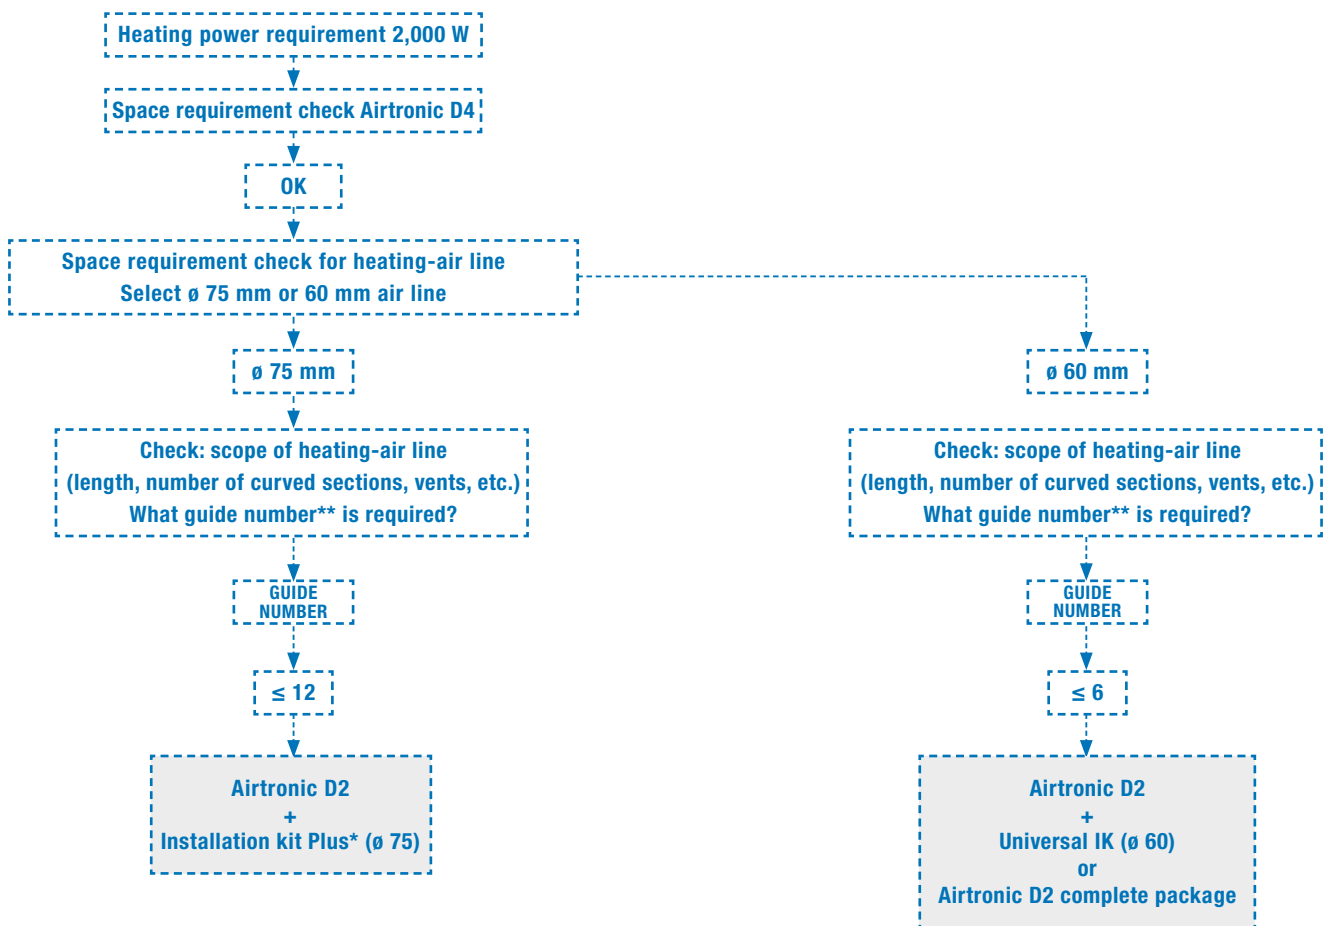 Heating power requirement 2,000 W
Space requirement check Airtronic D4
OK
Space requirement check for heating-air line
Select ø 75 mm or 60 mm air line
ø 75 mm
Check: scope of heating-air line
(length, number of curved sections, vents, etc.)
What guide number** is required?
GUIDE
NUMBER
≤ 12
Airtronic D2
+
Installation kit Plus* (ø 75)
ø 60 mm
Check: scope of heating-air line
(length, number of curved sections, vents, etc.)
What guide number** is required?
GUIDE
NUMBER
≤ 6
Airtronic D2
+
Universal IK (ø 60)
or
Airtronic D2 complete package